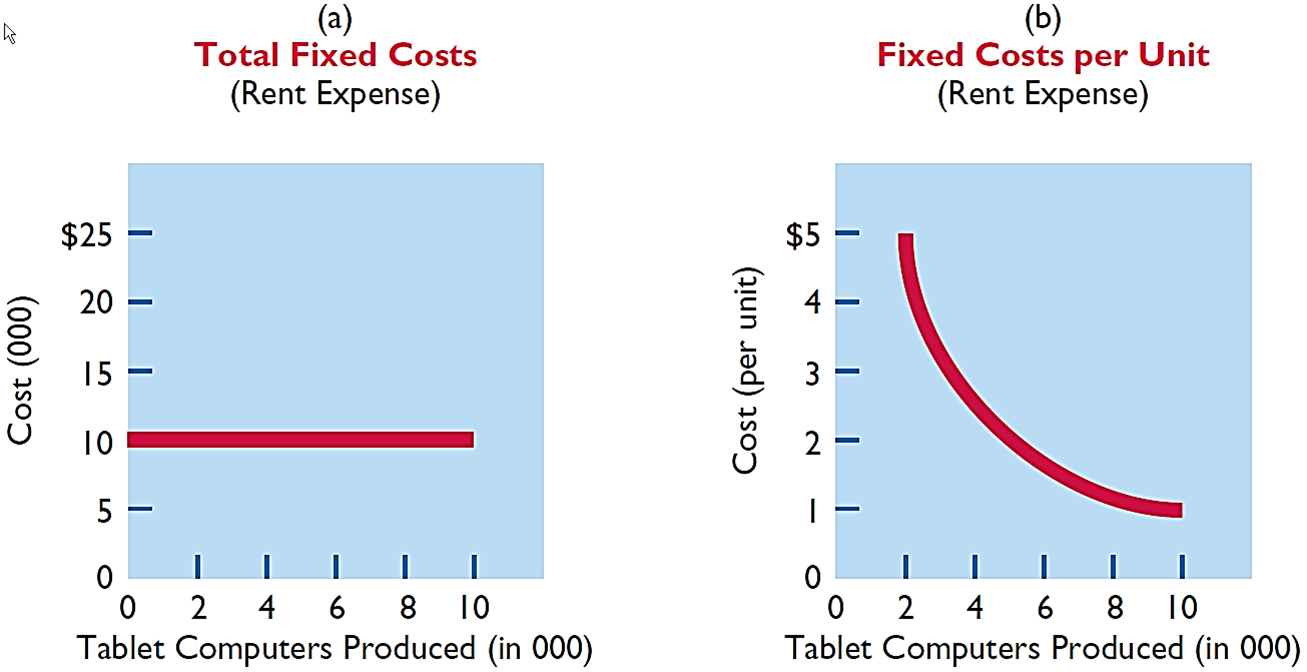 (a)
Total Fixed Costs
(Rent Expense)
Cost (000)
$25
20
15
10
5
0
0 2 4 6 8 10
Tablet Computers Produced (in 000)
(b)
Fixed Costs per Unit
(Rent Expense)
Cost (per unit)
$5
4
3
2
1
0
0 2 4 6 8 10
Tablet Computers Produced (in 000)